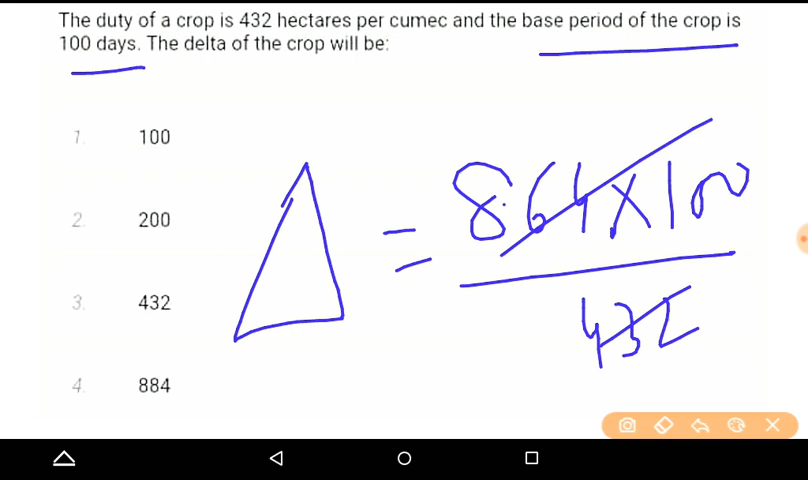 The duty of a crop is 432 hectares per cumec and the base period of the crop is
100 days. The delta of the crop will be:
1. 100
2. 200
3. 432
4. 884
Δ = 8.64 x 100
432